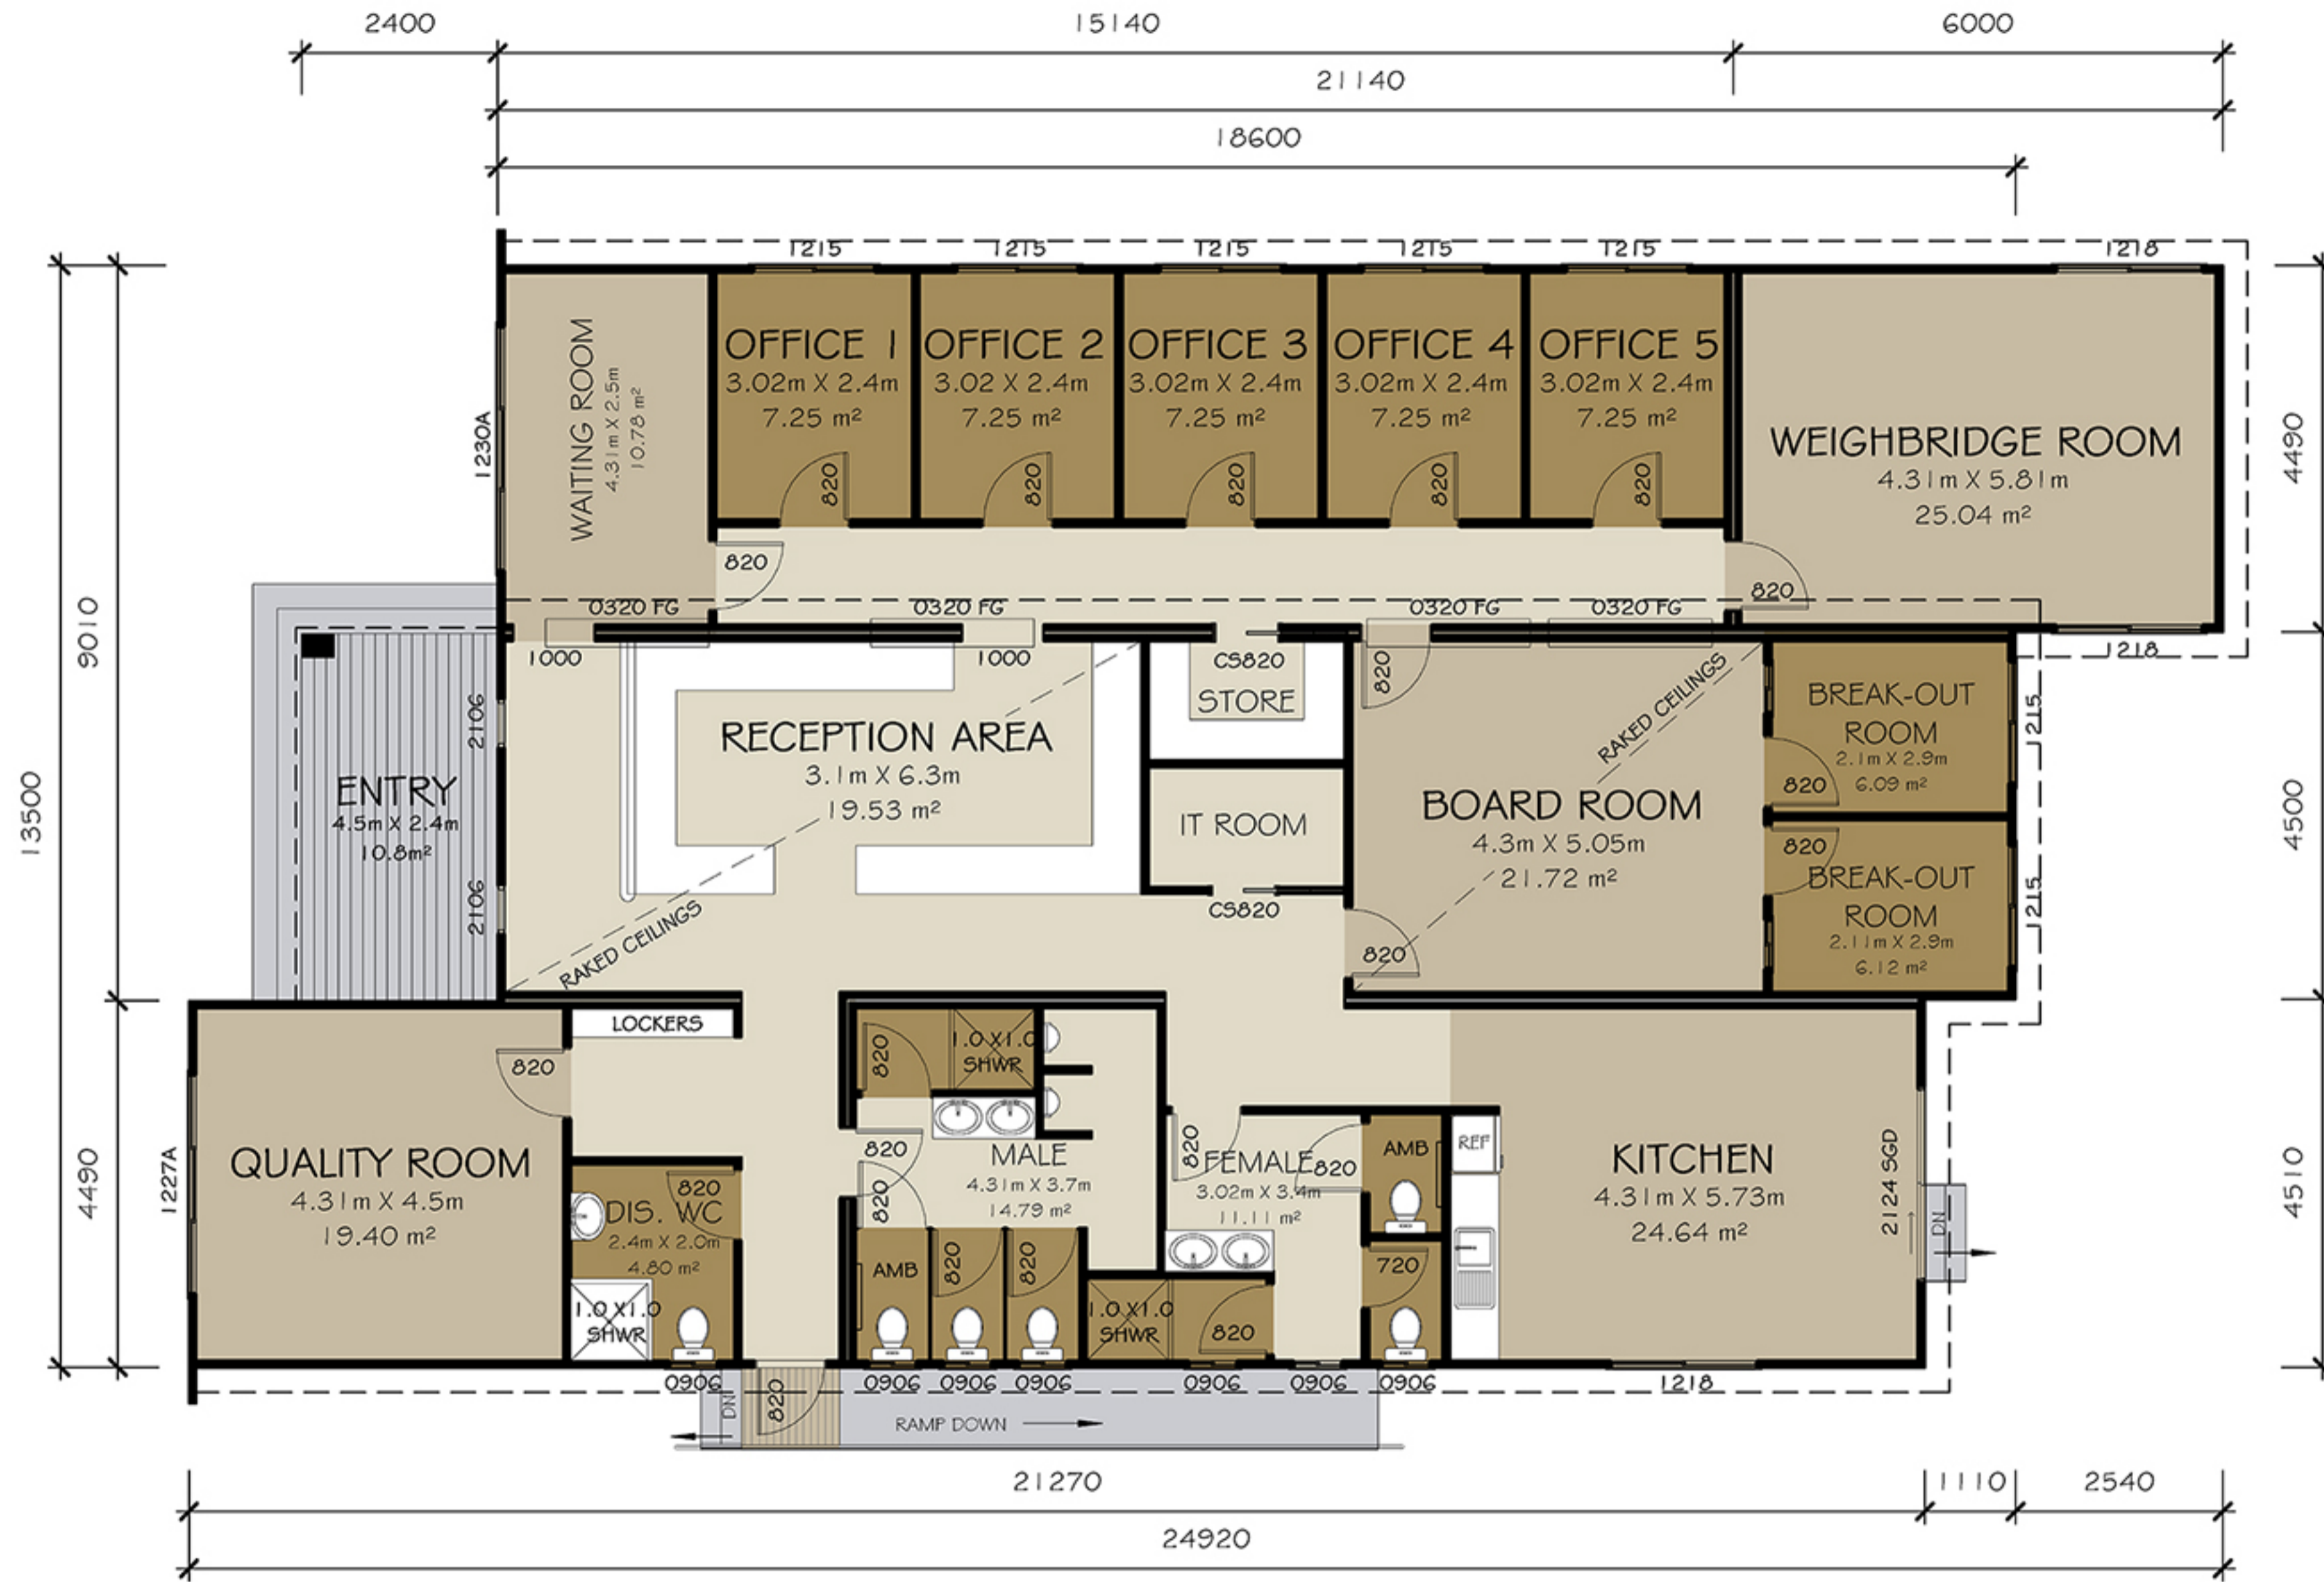 2400
15140
6000
21140
18600
1215
1215
1215
1215
1215
1218
WAITING ROOM
4.31m X 2.5m
10.78 m²
1230A
OFFICE 1
3.02m X 2.4m
7.25 m²
820
OFFICE 2
3.02 X 2.4m
7.25 m²
820
OFFICE 3
3.02m X 2.4m
7.25 m²
820
OFFICE 4
3.02m X 2.4m
7.25 m²
820
OFFICE 5
3.02m X 2.4m
7.25 m²
820
WEIGHBRIDGE ROOM
4.31m X 5.81m
25.04 m²
820
820
4490
9010
13500
0320 FG
0320 FG
0320 FG
0320 FG
1000
1000
CS820
STORE
820
1218
RECEPTION AREA
3.1m X 6.3m
19.53 m²
RAKED CEILINGS
ENTRY
4.5m X 2.4m
10.8m²
2106
2106
IT ROOM
CS820
BOARD ROOM
4.3m X 5.05m
21.72 m²
RAKED CEILINGS
820
BREAK-OUT
ROOM
2.1m X 2.9m
6.09 m²
820
1215
820
BREAK-OUT
ROOM
2.11m X 2.9m
6.12 m²
1215
4500
LOCKERS
820
QUALITY ROOM
4.31m X 4.5m
19.40 m²
1227A
4490
820
DIS. WC
2.4m X 2.0m
4.80 m²
1.0 X1.0
SHWR
820
1.0 X1.0
SHWR
820
MALE
4.31m X 3.7m
14.79 m²
820
AMB
820
820
820
FEMALE
3.02m X 3.4m
11.11 m²
820
AMB
720
1.0 X1.0
SHWR
820
REF
KITCHEN
4.31m X 5.73m
24.64 m²
2124 SGD
DN
4510
0906
0906
0906
0906
0906
0906
0906
1218
DN
820
RAMP DOWN
21270
1110
2540
24920